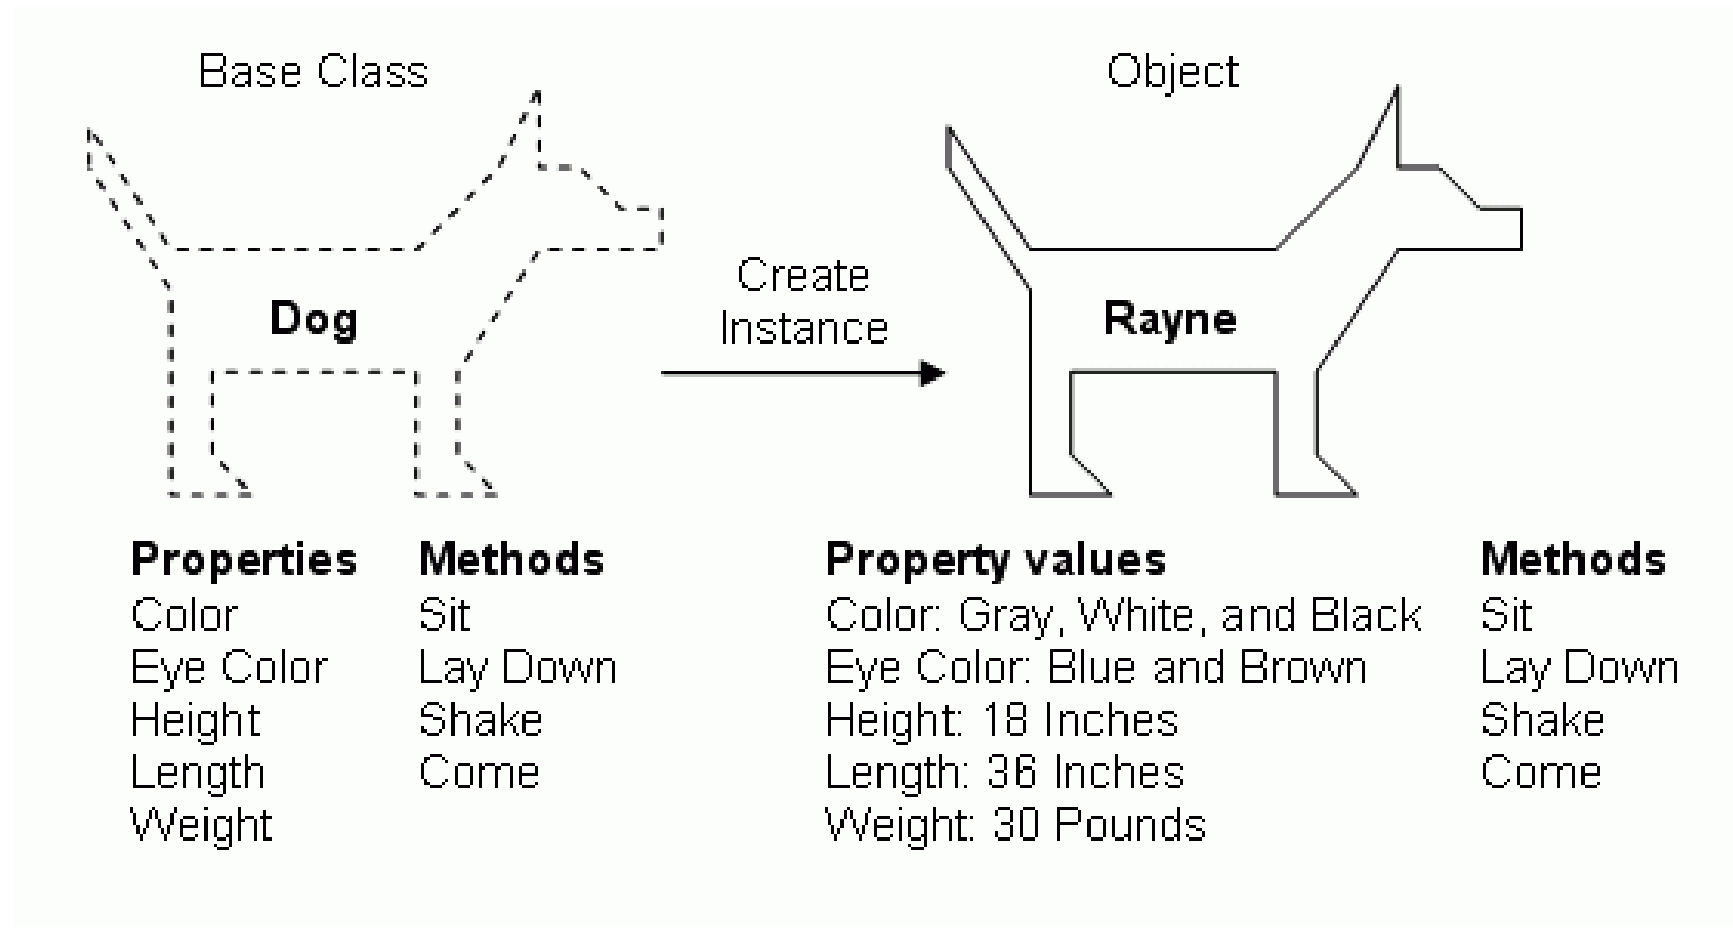 Base Class
Object
Dog
Create
Instance
Rayne
Properties
Color
Eye Color
Height
Length
Weight
Methods
Sit
Lay Down
Shake
Come
Property values
Color: Gray, White, and Black
Eye Color: Blue and Brown
Height: 18 Inches
Length: 36 Inches
Weight: 30 Pounds
Methods
Sit
Lay Down
Shake
Come